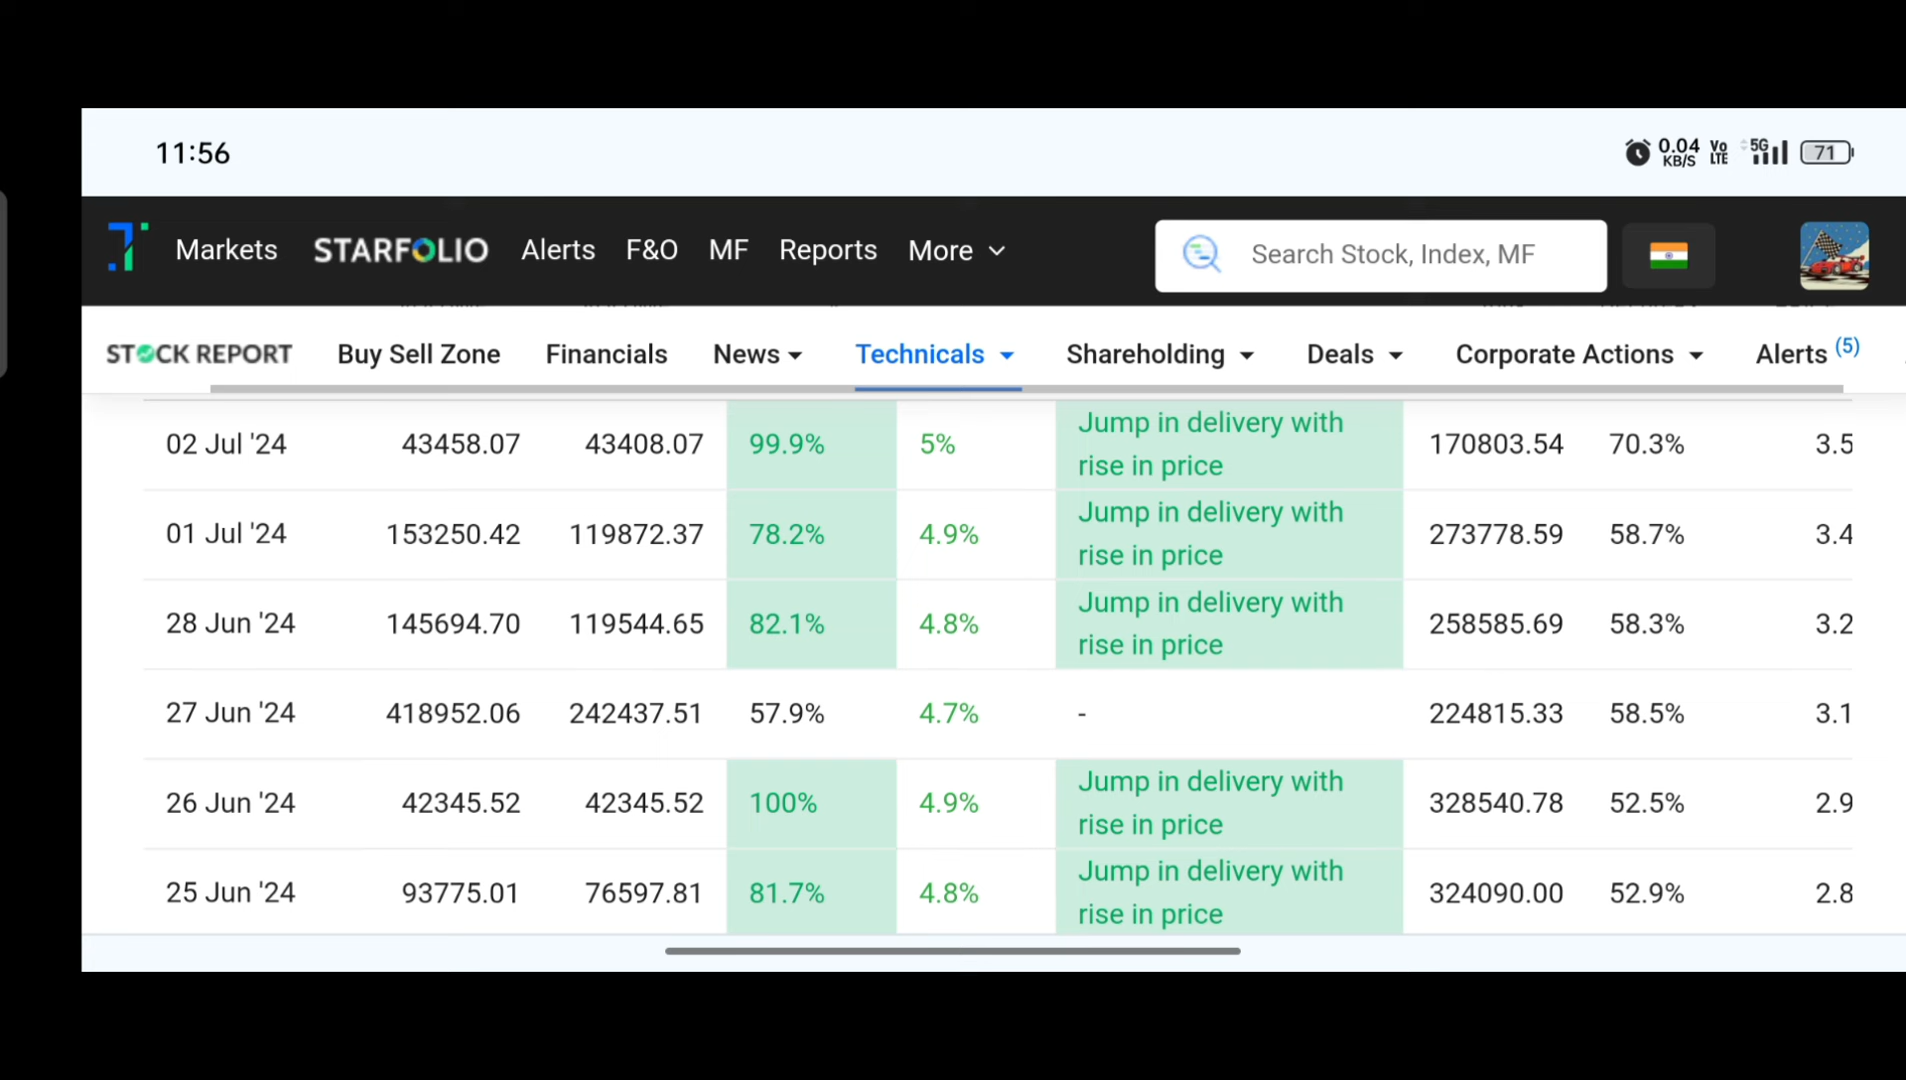 11:56 0.04 KB/S Vo LTE 5G 71
Markets STARFOLIO Alerts F&O MF Reports More Search Stock, Index, MF
STOCK REPORT Buy Sell Zone Financials News Technicals Shareholding Deals Corporate Actions Alerts (5)
02 Jul '24 43458.07 43408.07 99.9% 5% Jump in delivery with rise in price 170803.54 70.3% 3.5
01 Jul '24 153250.42 119872.37 78.2% 4.9% Jump in delivery with rise in price 273778.59 58.7% 3.4
28 Jun '24 145694.70 119544.65 82.1% 4.8% Jump in delivery with rise in price 258585.69 58.3% 3.2
27 Jun '24 418952.06 242437.51 57.9% 4.7% - 224815.33 58.5% 3.1
26 Jun '24 42345.52 42345.52 100% 4.9% Jump in delivery with rise in price 328540.78 52.5% 2.9
25 Jun '24 93775.01 76597.81 81.7% 4.8% Jump in delivery with rise in price 324090.00 52.9% 2.8